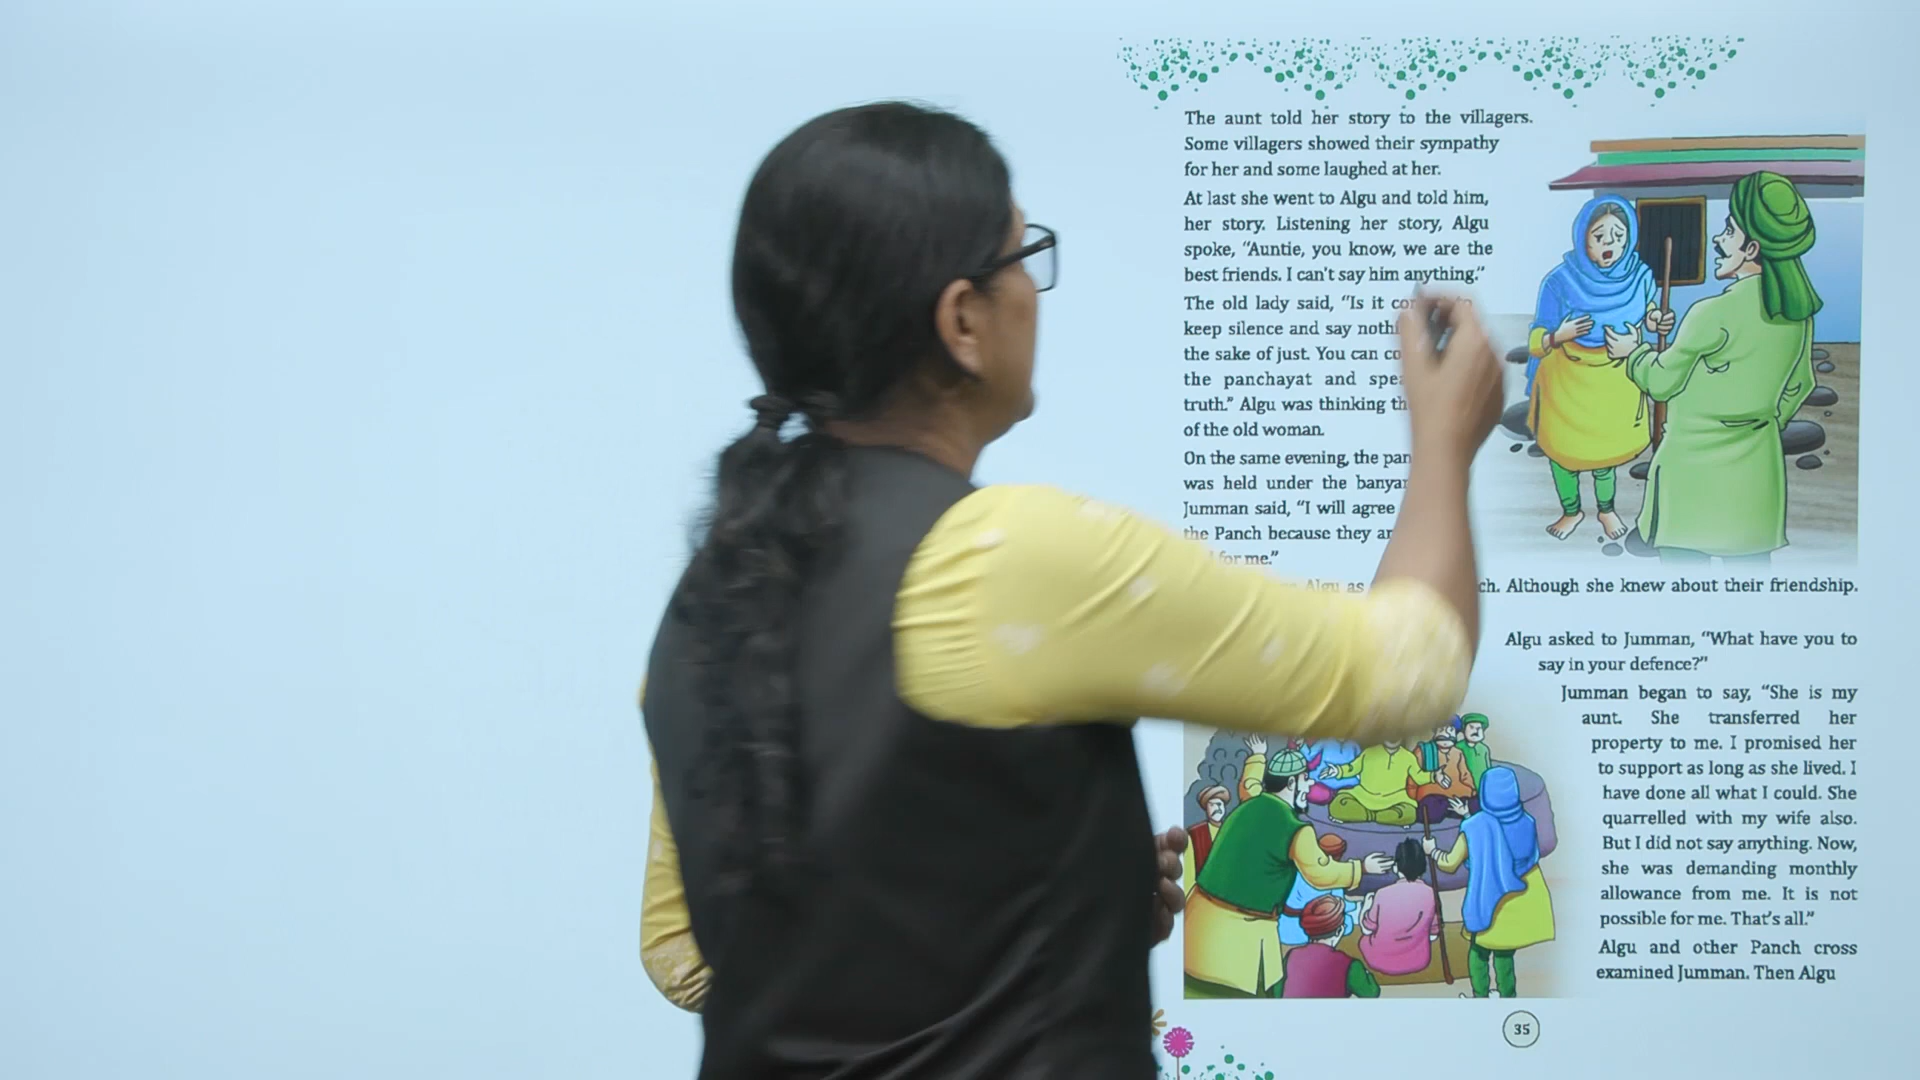 The aunt told her story to the villagers.
Some villagers showed their sympathy
for her and some laughed at her.
At last she went to Algu and told him,
her story. Listening her story, Algu
spoke, "Auntie, you know, we are the
best friends. I can't say him anything."
The old lady said, "Is it
keep silence and say
the sake of just. You can
the panchayat and
truth." Algu was thinking
of the old woman.
On the same evening, the
was held under the
Jumman said, "I will agree
the Panch because they
for me."
Algu as
Although she knew about their friendship.
Algu asked to Jumman, "What have you to
say in your defence?"
Jumman began to say, "She is my
aunt. She transferred her
property to me. I promised her
to support as long as she lived. I
have done all what I could. She
quarrelled with my wife also.
But I did not say anything. Now,
she was demanding monthly
allowance from me. It is not
possible for me. That's all."
Algu and other Panch cross
examined Jumman. Then Algu
35